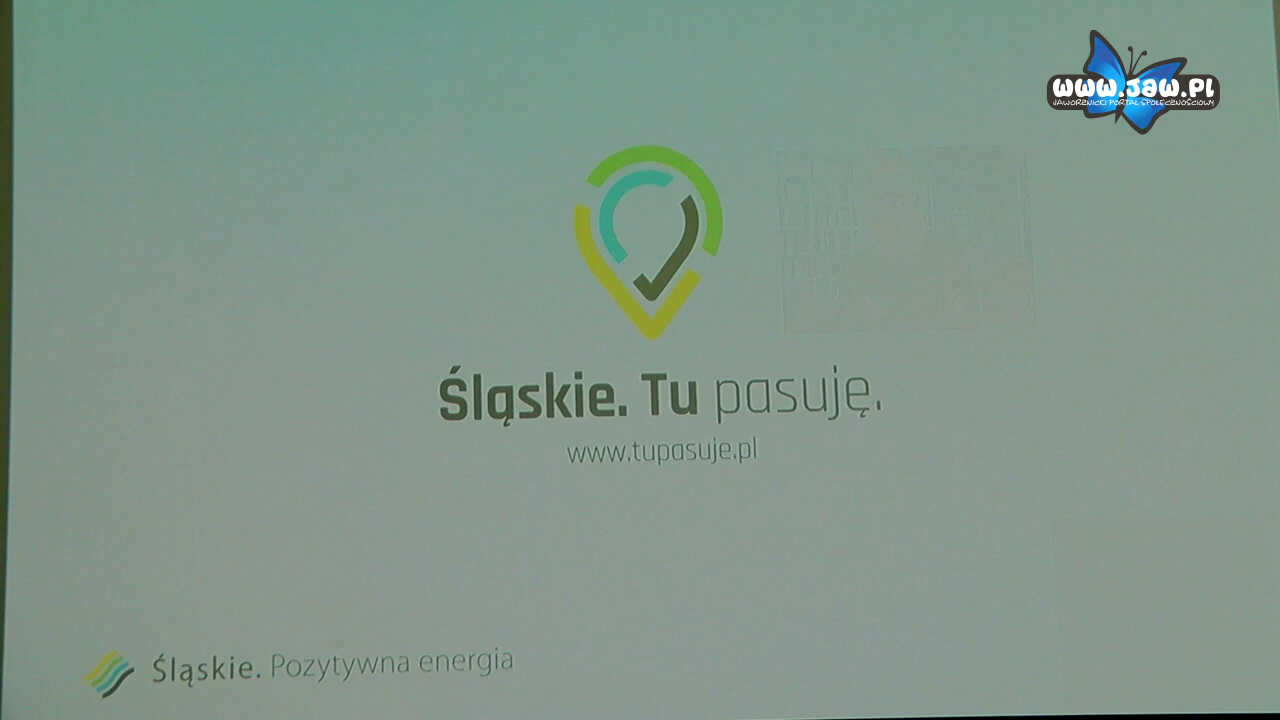 www.jaw.pl
JAWORZNICKI PORTAL SPOŁECZNOŚCIOWY
Śląskie. Tu pasuję.
www.tupasuje.pl
Śląskie. Pozytywna energia